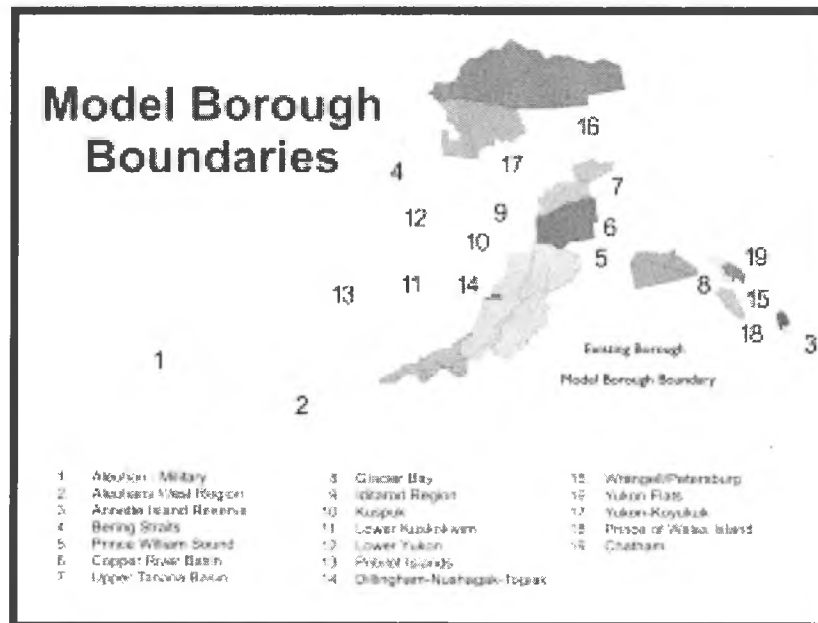 Model Borough
Boundaries
16
17
4
7
9
12
6
10
5
19
11
14
8
13
15
18
3
1
Existing Borough
Model Borough Boundary
2
1 Aleutian - Military
2 Aleutians West Region
3 Annette Island Reserve
4 Bering Straits
5 Prince William Sound
6 Copper River Basin
7 Upper Tanana Basin
8 Glacier Bay
9 Iditarod Region
10 Kuspuk
11 Lower Kuskokwim
12 Lower Yukon
13 Pribilof Islands
14 Dillingham-Nushagak-Togiak
15 Wrangell/Petersburg
16 Yukon Flats
17 Yukon-Koyukuk
18 Prince of Wales Island
19 Chatham